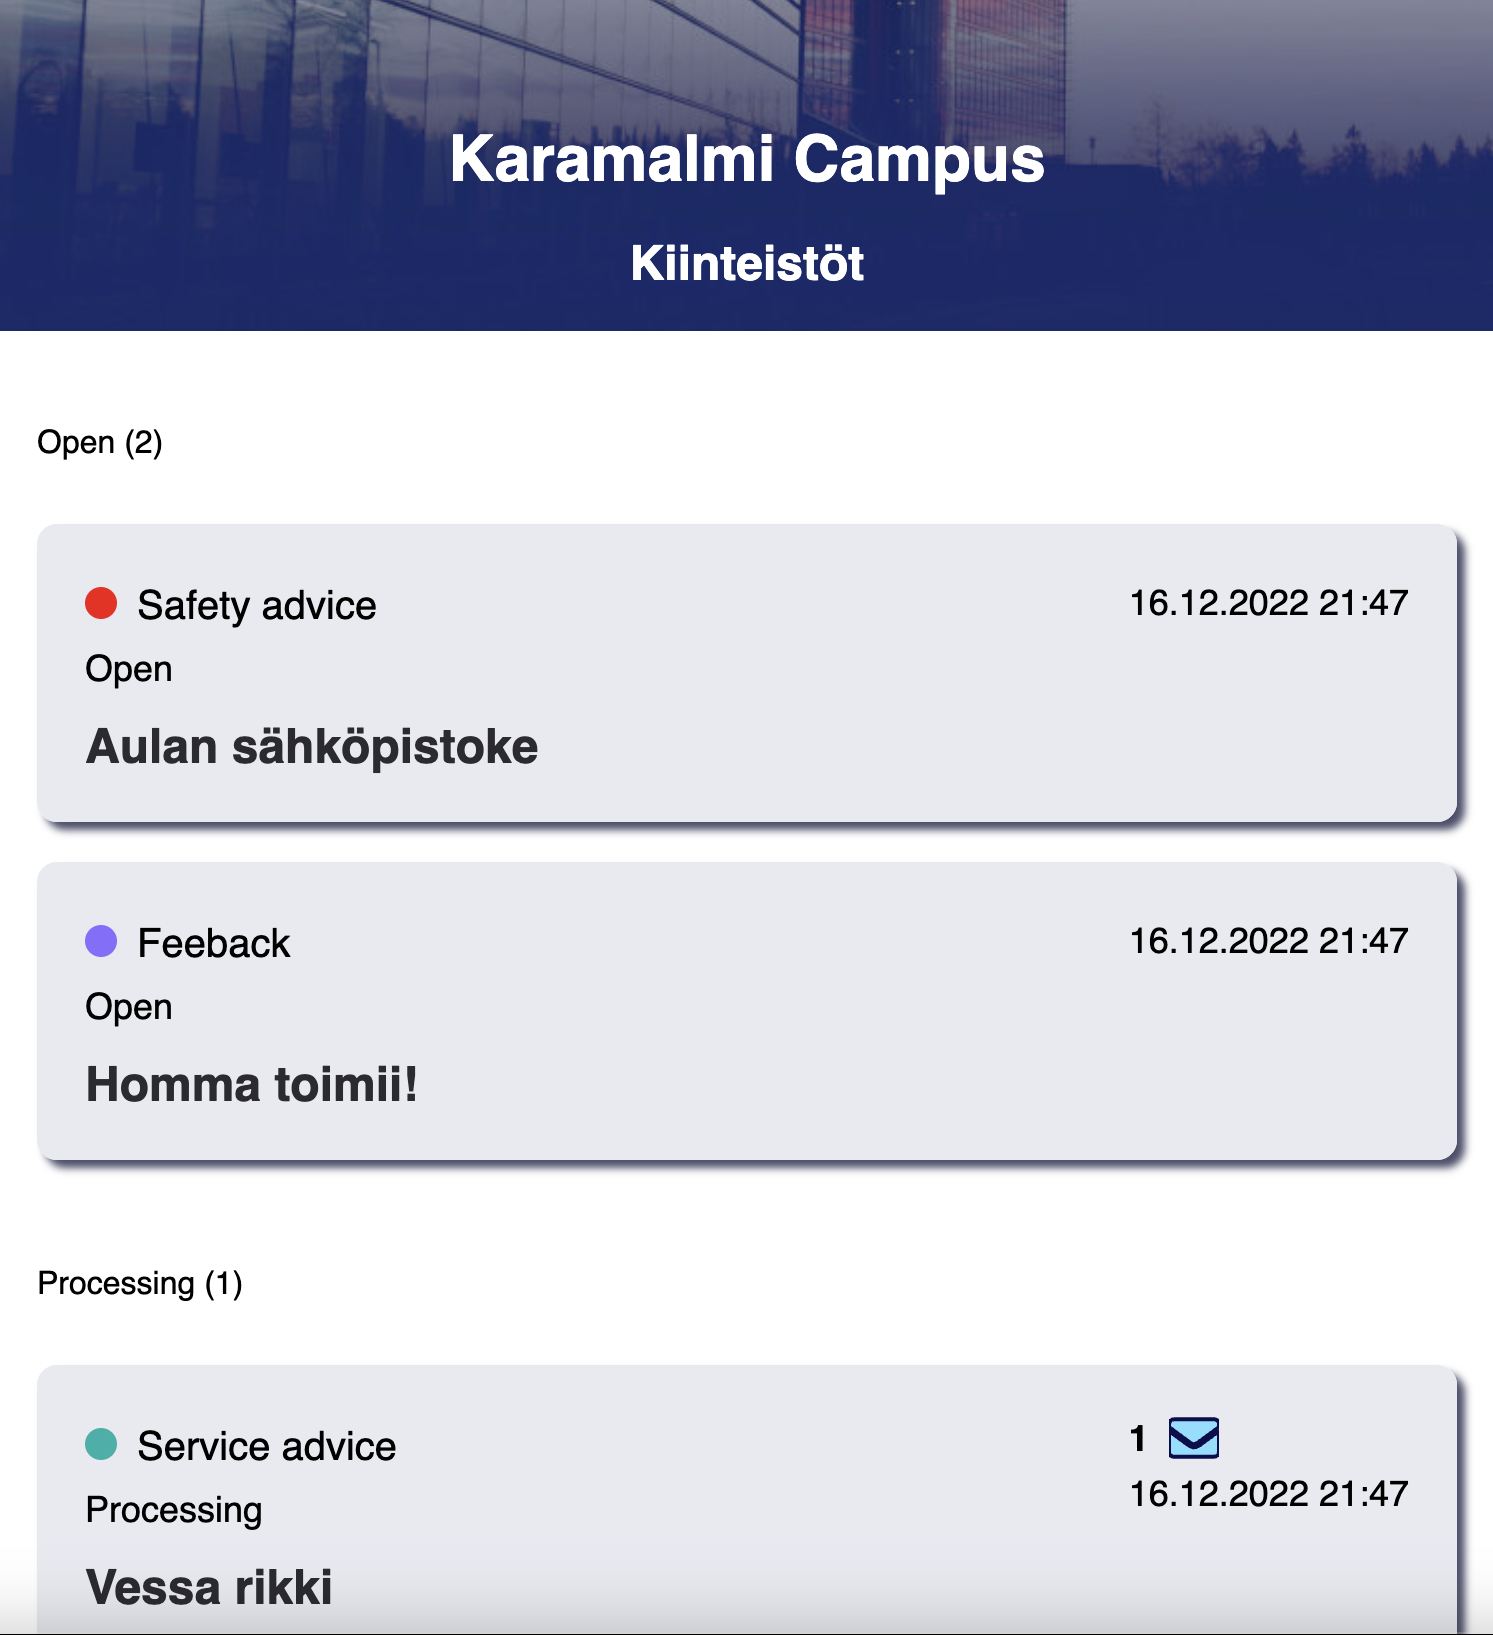 Karamalmi Campus
Kiinteistöt
Open (2)
Safety advice
16.12.2022 21:47
Open
Aulan sähköpistoke
Feeback
16.12.2022 21:47
Open
Homma toimii!
Processing (1)
Service advice
1
16.12.2022 21:47
Processing
Vessa rikki